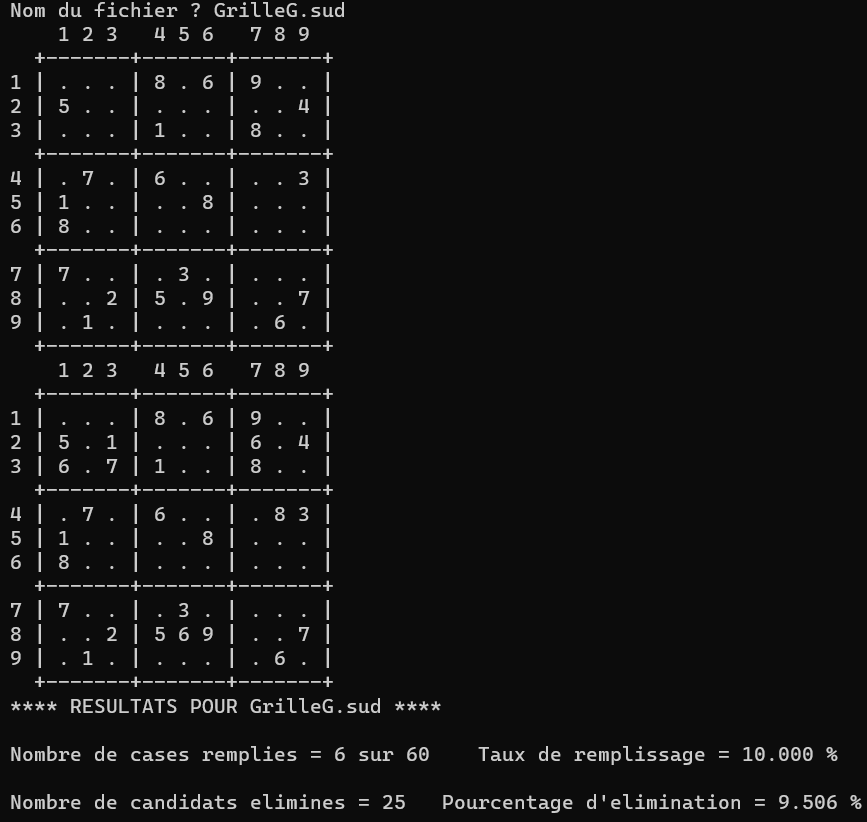 Nom du fichier ? GrilleG.sud
    1 2 3   4 5 6   7 8 9
  +-------+-------+-------+
1 | . . . | 8 . 6 | 9 . . |
2 | 5 . . | . . . | . . 4 |
3 | . . . | 1 . . | 8 . . |
  +-------+-------+-------+
4 | . 7 . | 6 . . | . . 3 |
5 | 1 . . | . . 8 | . . . |
6 | 8 . . | . . . | . . . |
  +-------+-------+-------+
7 | 7 . . | . 3 . | . . . |
8 | . . 2 | 5 . 9 | . . 7 |
9 | . 1 . | . . . | . 6 . |
  +-------+-------+-------+
    1 2 3   4 5 6   7 8 9
  +-------+-------+-------+
1 | . . . | 8 . 6 | 9 . . |
2 | 5 . 1 | . . . | 6 . 4 |
3 | 6 . 7 | 1 . . | 8 . . |
  +-------+-------+-------+
4 | . 7 . | 6 . . | . 8 3 |
5 | 1 . . | . . 8 | . . . |
6 | 8 . . | . . . | . . . |
  +-------+-------+-------+
7 | 7 . . | . 3 . | . . . |
8 | . . 2 | 5 6 9 | . . 7 |
9 | . 1 . | . . . | . 6 . |
  +-------+-------+-------+
**** RESULTATS POUR GrilleG.sud ****
Nombre de cases remplies = 6 sur 60    Taux de remplissage = 10.000 %
Nombre de candidats elimines = 25   Pourcentage d'elimination = 9.506 %